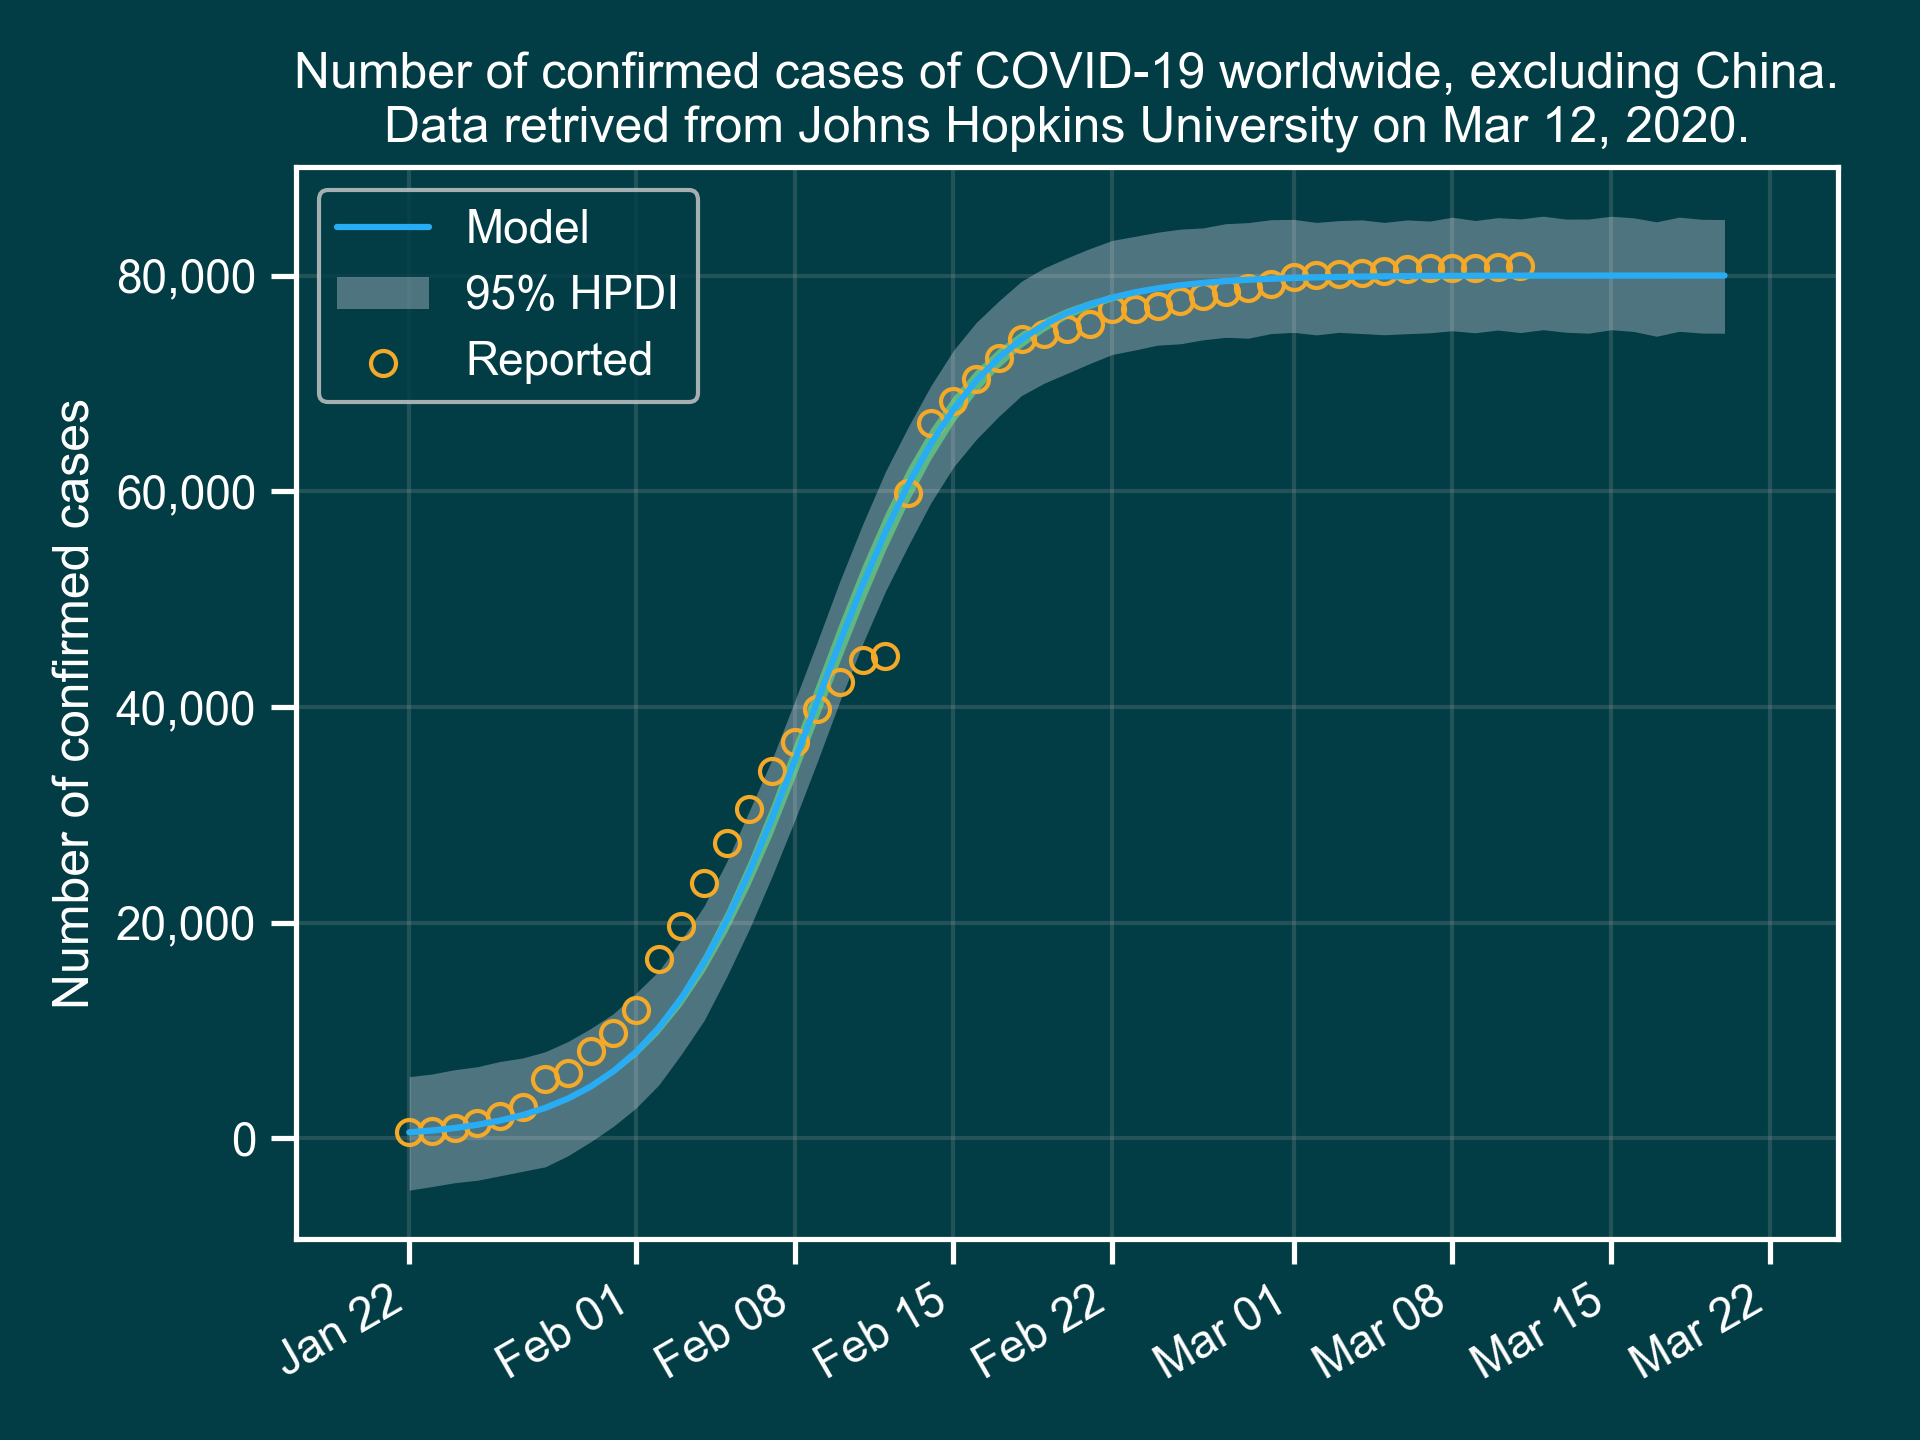 Number of confirmed cases of COVID-19 worldwide, excluding China.
Data retrived from Johns Hopkins University on Mar 12, 2020.
Model
95% HPDI
Reported
Number of confirmed cases
80,000
60,000
40,000
20,000
0
Jan 22
Feb 01
Feb 08
Feb 15
Feb 22
Mar 01
Mar 08
Mar 15
Mar 22